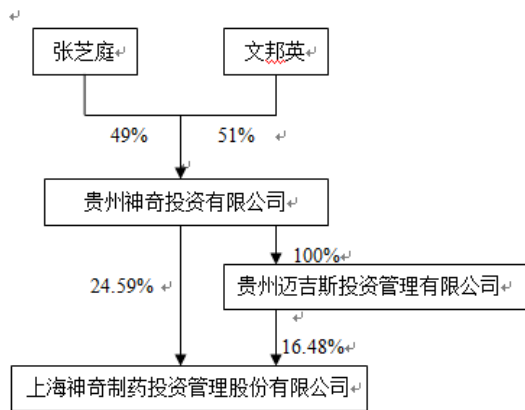 张芝庭
文邦英
49%
51%
贵州神奇投资有限公司
100%
24.59%
贵州迈吉斯投资管理有限公司
16.48%
上海神奇制药投资管理股份有限公司